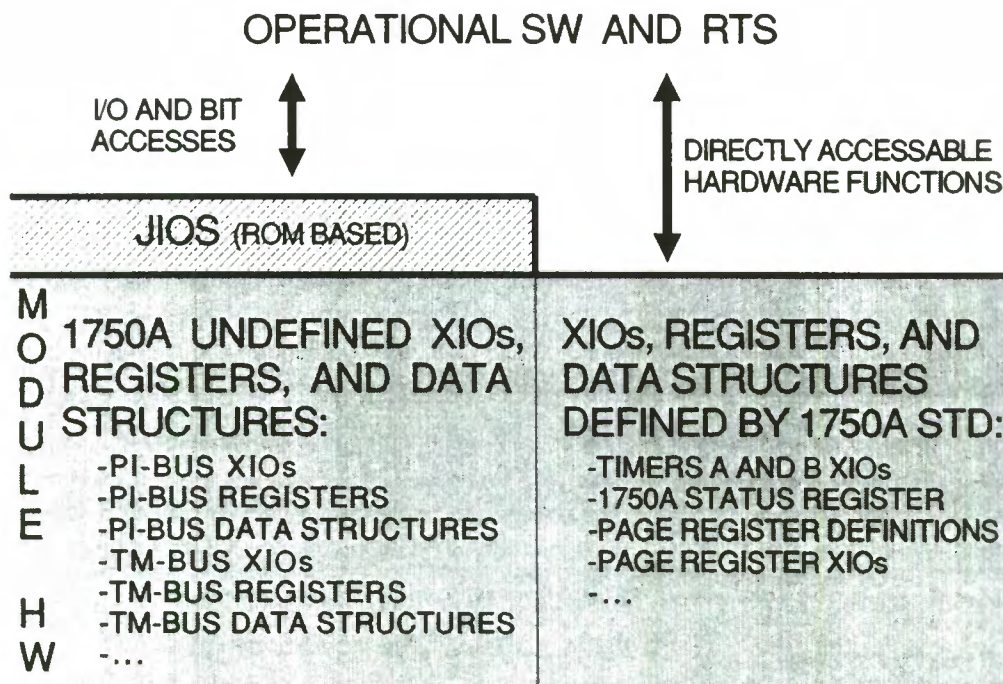 OPERATIONAL SW AND RTS
I/O AND BIT
ACCESSES
DIRECTLY ACCESSABLE
HARDWARE FUNCTIONS
JIOS (ROM BASED)
MODULE HW
1750A UNDEFINED XIOs,
REGISTERS, AND DATA
STRUCTURES:
-PI-BUS XIOs
-PI-BUS REGISTERS
-PI-BUS DATA STRUCTURES
-TM-BUS XIOs
-TM-BUS REGISTERS
-TM-BUS DATA STRUCTURES
-...
XIOs, REGISTERS, AND
DATA STRUCTURES
DEFINED BY 1750A STD:
-TIMERS A AND B XIOs
-1750A STATUS REGISTER
-PAGE REGISTER DEFINITIONS
-PAGE REGISTER XIOs
-...